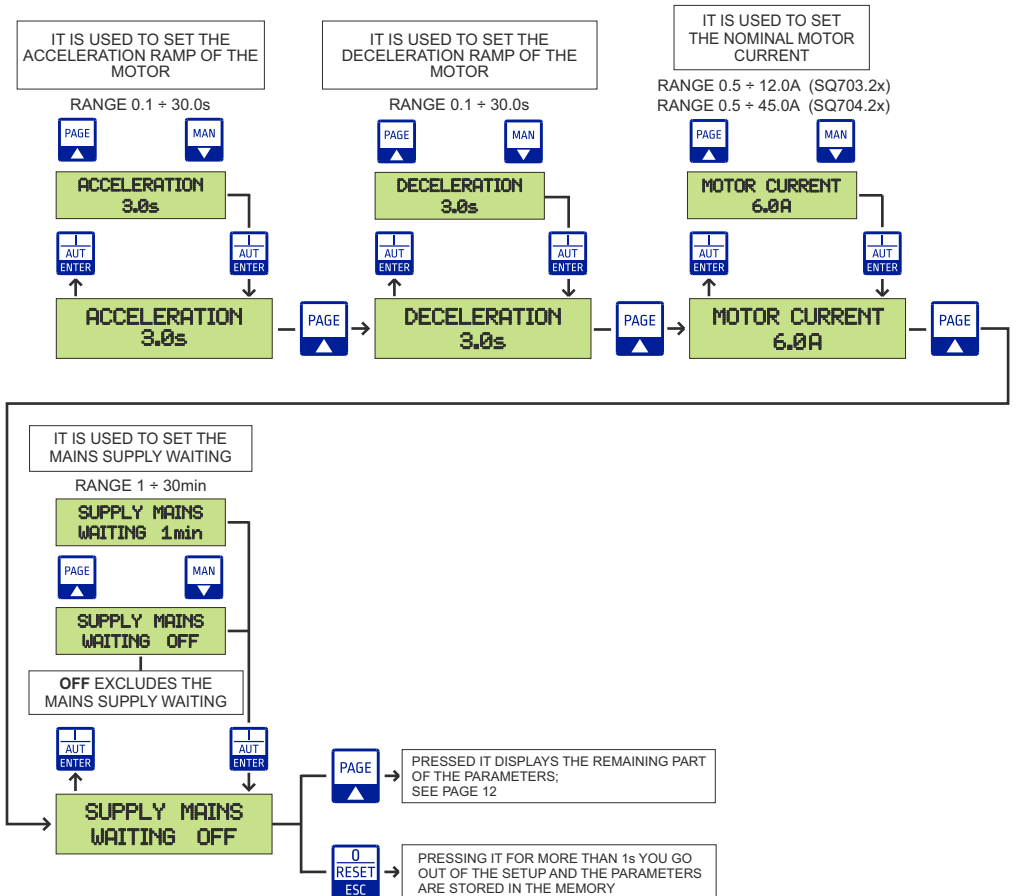 IT IS USED TO SET THE
ACCELERATION RAMP OF THE
MOTOR
RANGE 0.1 ÷ 30.0s
PAGE
MAN
ACCELERATION
3.0s
I
AUT
ENTER
I
AUT
ENTER
ACCELERATION
3.0s
PAGE
IT IS USED TO SET THE
DECELERATION RAMP OF THE
MOTOR
RANGE 0.1 ÷ 30.0s
PAGE
MAN
DECELERATION
3.0s
I
AUT
ENTER
I
AUT
ENTER
DECELERATION
3.0s
PAGE
IT IS USED TO SET
THE NOMINAL MOTOR
CURRENT
RANGE 0.5 ÷ 12.0A (SQ703.2x)
RANGE 0.5 ÷ 45.0A (SQ704.2x)
PAGE
MAN
MOTOR CURRENT
6.0A
I
AUT
ENTER
I
AUT
ENTER
MOTOR CURRENT
6.0A
PAGE
IT IS USED TO SET THE
MAINS SUPPLY WAITING
RANGE 1 ÷ 30min
SUPPLY MAINS
WAITING 1min
PAGE
MAN
SUPPLY MAINS
WAITING OFF
OFF EXCLUDES THE
MAINS SUPPLY WAITING
I
AUT
ENTER
I
AUT
ENTER
SUPPLY MAINS
WAITING OFF
PAGE
PRESSED IT DISPLAYS THE REMAINING PART
OF THE PARAMETERS;
SEE PAGE 12
0
RESET
ESC
PRESSING IT FOR MORE THAN 1s YOU GO
OUT OF THE SETUP AND THE PARAMETERS
ARE STORED IN THE MEMORY